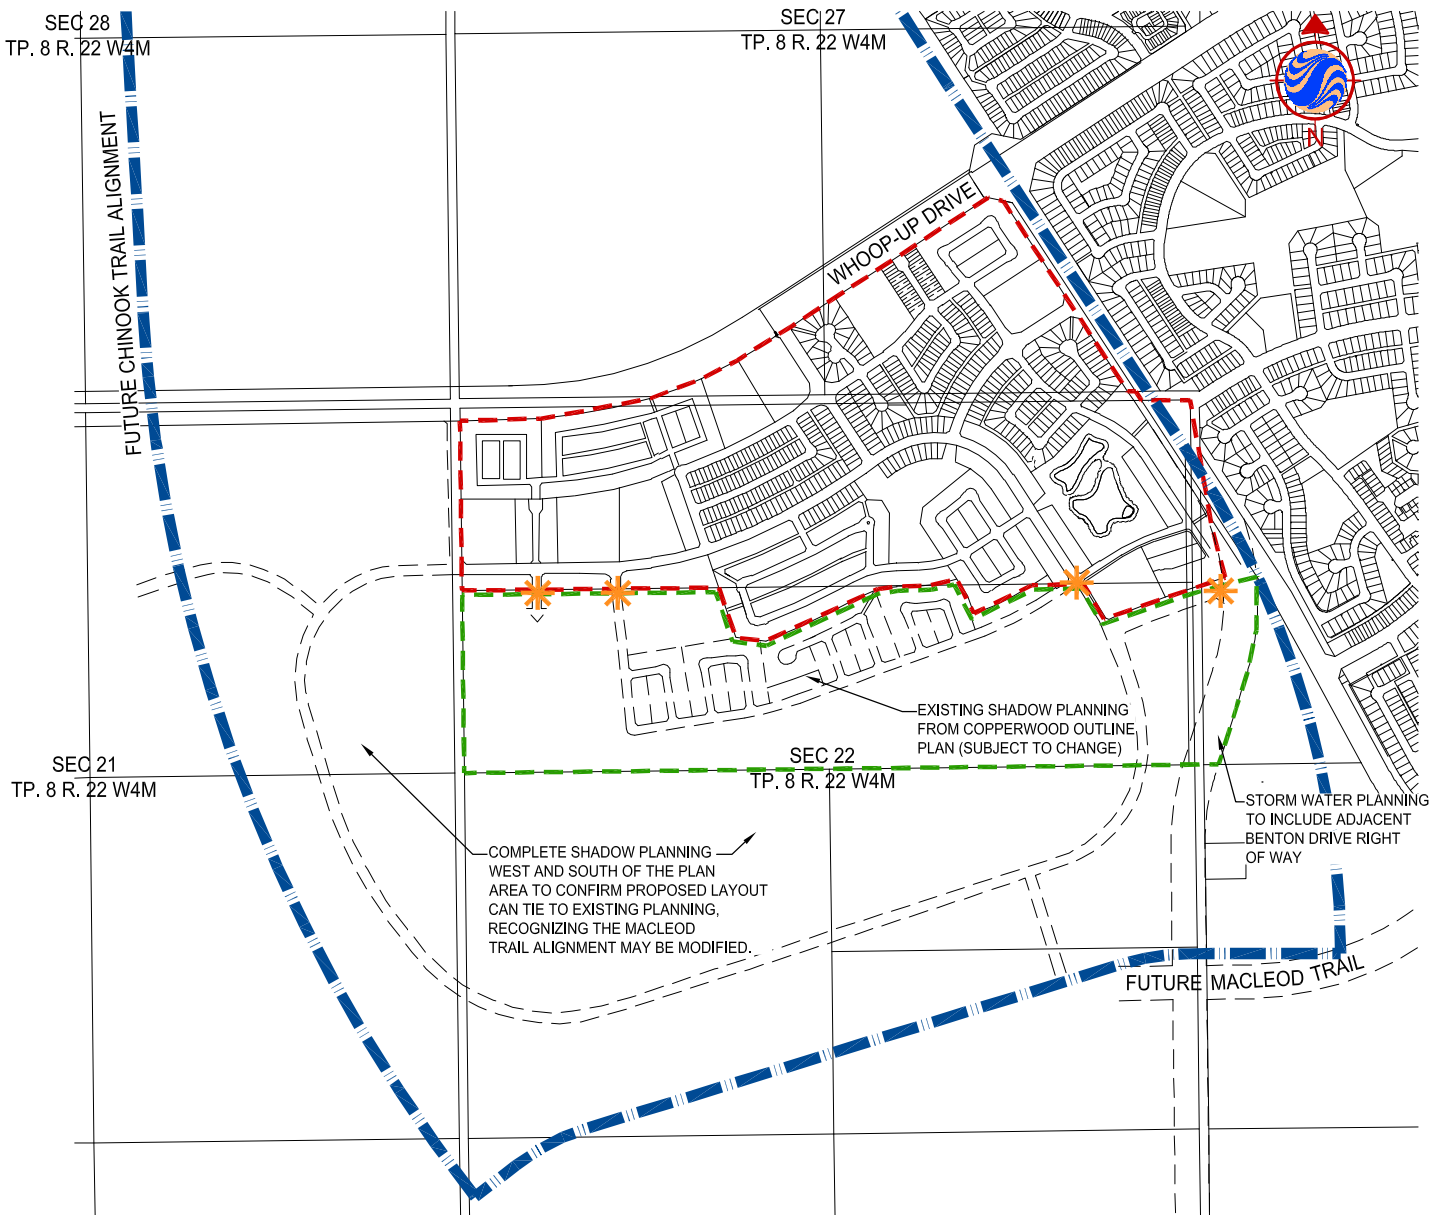 SEC 28
TP. 8 R. 22 W4M
SEC 27
TP. 8 R. 22 W4M
N
FUTURE CHINOOK TRAIL ALIGNMENT
WHOOP-UP DRIVE
EXISTING SHADOW PLANNING
FROM COPPERWOOD OUTLINE
PLAN (SUBJECT TO CHANGE)
SEC 21
TP. 8 R. 22 W4M
SEC 22
TP. 8 R. 22 W4M
STORM WATER PLANNING
TO INCLUDE ADJACENT
BENTON DRIVE RIGHT
OF WAY
COMPLETE SHADOW PLANNING
WEST AND SOUTH OF THE PLAN
AREA TO CONFIRM PROPOSED LAYOUT
CAN TIE TO EXISTING PLANNING,
RECOGNIZING THE MACLEOD
TRAIL ALIGNMENT MAY BE MODIFIED.
FUTURE MACLEOD TRAIL